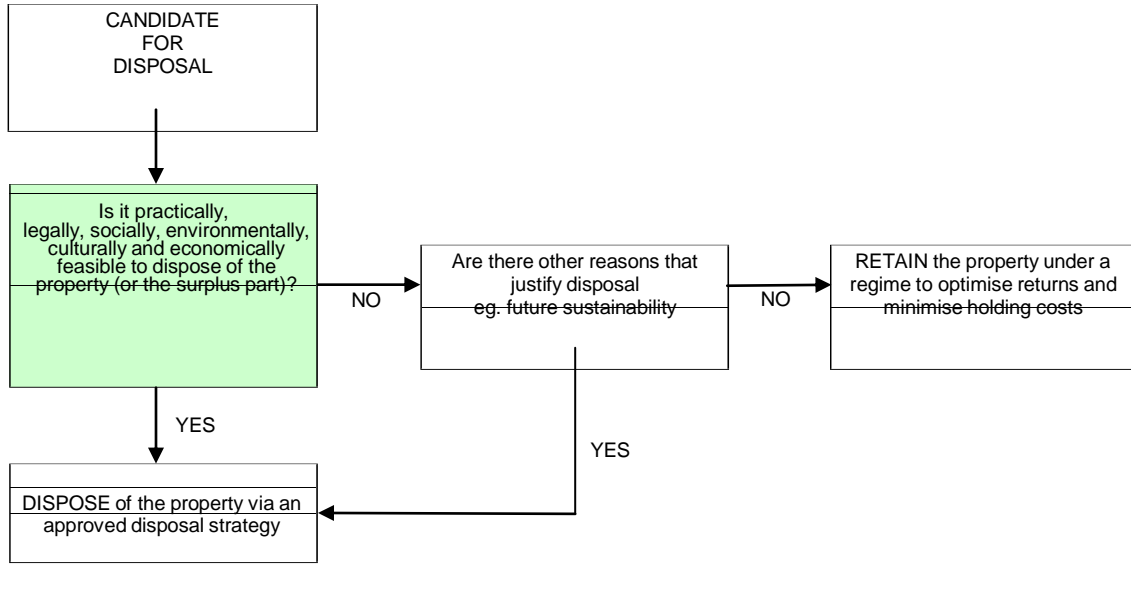 CANDIDATE
FOR
DISPOSAL
Is it practically,
legally, socially, environmentally,
culturally and economically
feasible to dispose of the
property (or the surplus part)?
NO
Are there other reasons that
justify disposal
eg. future sustainability
NO
RETAIN the property under a
regime to optimise returns and
minimise holding costs
YES
YES
DISPOSE of the property via an
approved disposal strategy